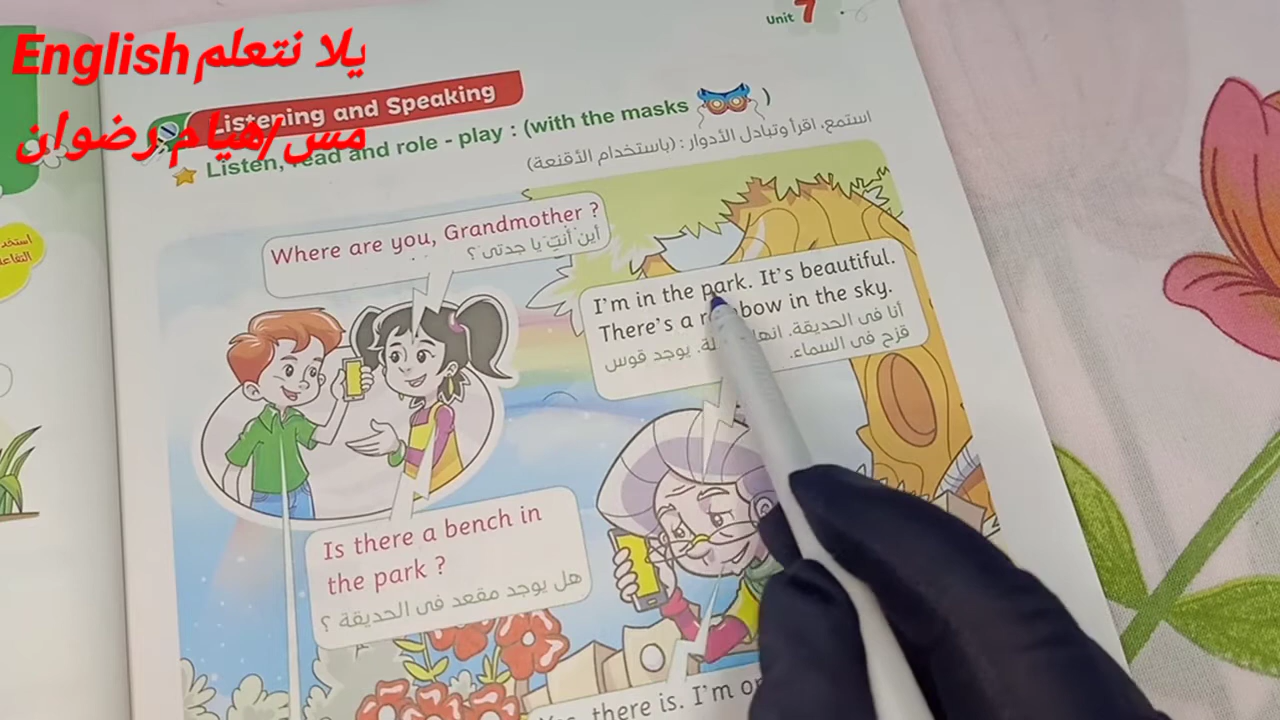 يلا نتعلم English
مس/هيام رضوان
Unit 7
Listening and Speaking
Listen, read and role - play : (with the masks )
استمع، اقرأ وتبادل الأدوار : (باستخدام الأقنعة)
Where are you, Grandmother ?
أين أنتِ يا جدتى ؟
I'm in the park. It's beautiful.
There's a rainbow in the sky.
أنا فى الحديقة. يوجد قوس
قزح فى السماء.
Is there a bench in
the park ?
هل يوجد مقعد فى الحديقة ؟
there is. I'm